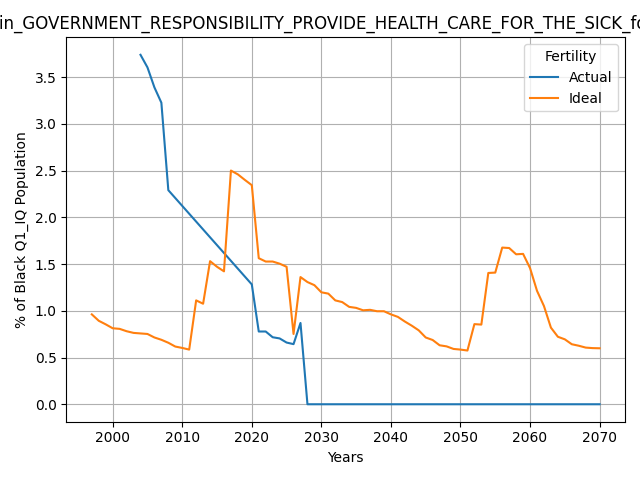 in_GOVERNMENT_RESPONSIBILITY_PROVIDE_HEALTH_CARE_FOR_THE_SICK_fo
Fertility
Actual
Ideal
% of Black Q1_IQ Population
3.5
3.0
2.5
2.0
1.5
1.0
0.5
0.0
2000 2010 2020 2030 2040 2050 2060 2070
Years